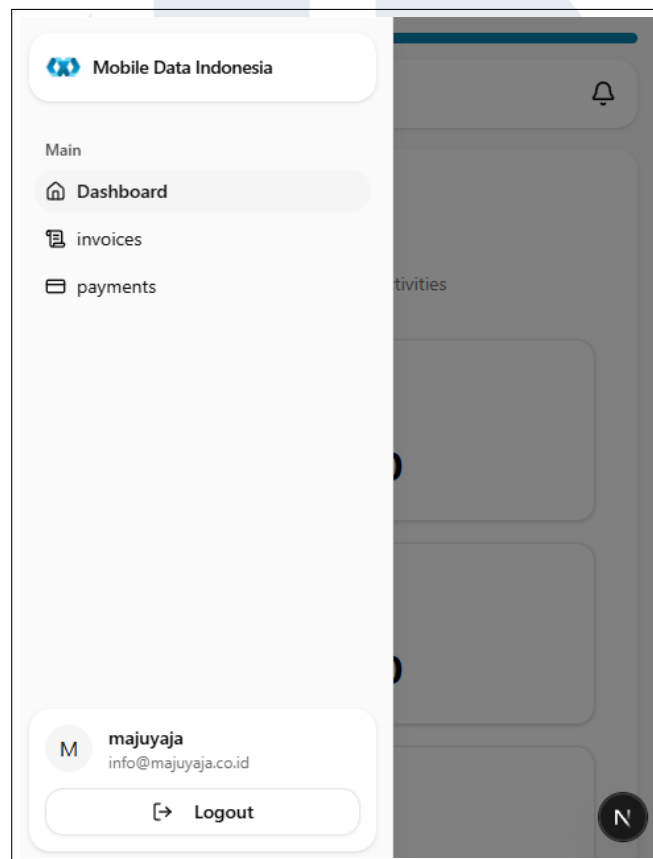 Mobile Data Indonesia
Main
Dashboard
invoices
payments
tivities
M
majuyaja
info@majuyaja.co.id
Logout
N